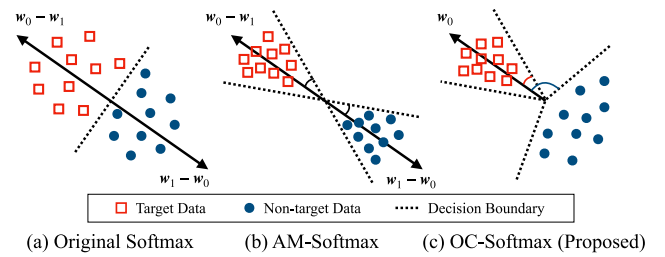 w₀ − w₁
w₁ − w₀
w₀ − w₁
w₁ − w₀
w₀
Target Data
Non-target Data
Decision Boundary
(a) Original Softmax
(b) AM-Softmax
(c) OC-Softmax (Proposed)